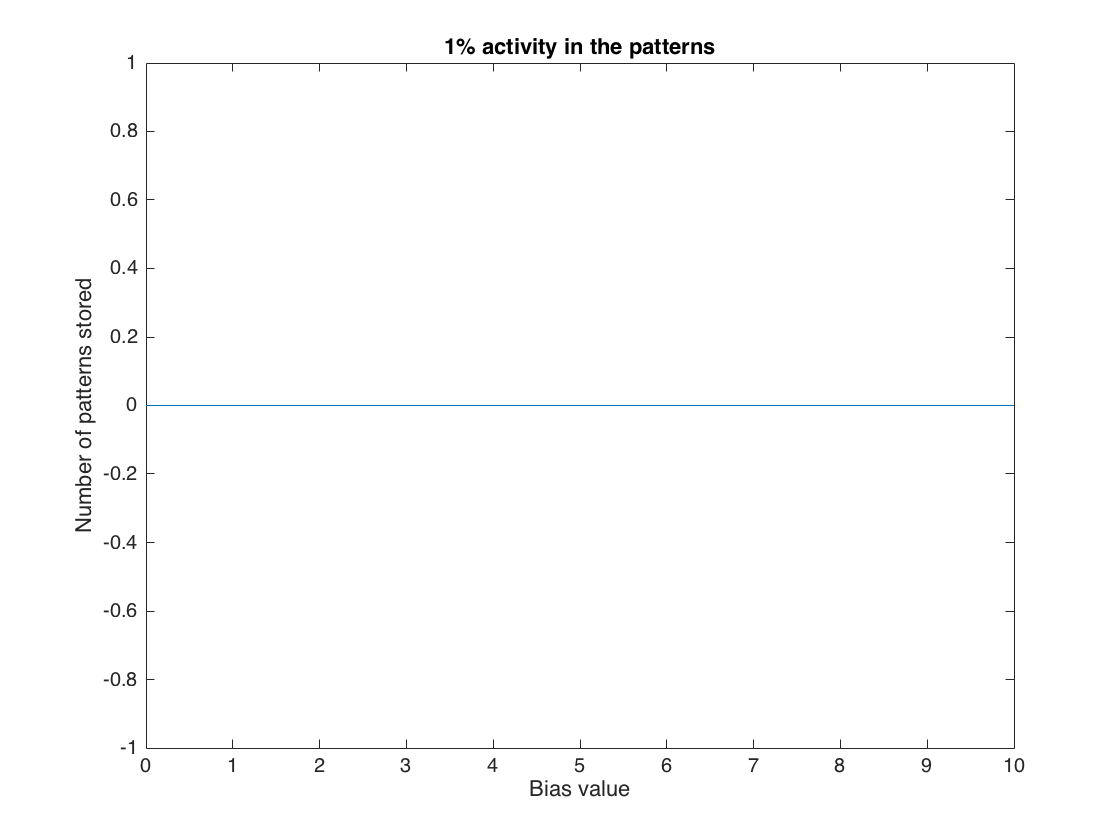 1% activity in the patterns
Number of patterns stored
1
0.8
0.6
0.4
0.2
0
-0.2
-0.4
-0.6
-0.8
-1
0 1 2 3 4 5 6 7 8 9 10
Bias value